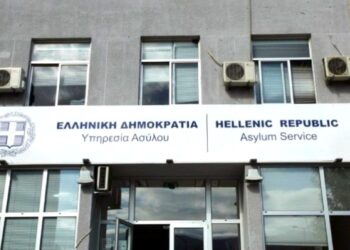 ΕΛΛΗΝΙΚΗ ΔΗΜΟΚΡΑΤΙΑ
Υπηρεσία Ασύλου
HELLENIC REPUBLIC
Asylum Service